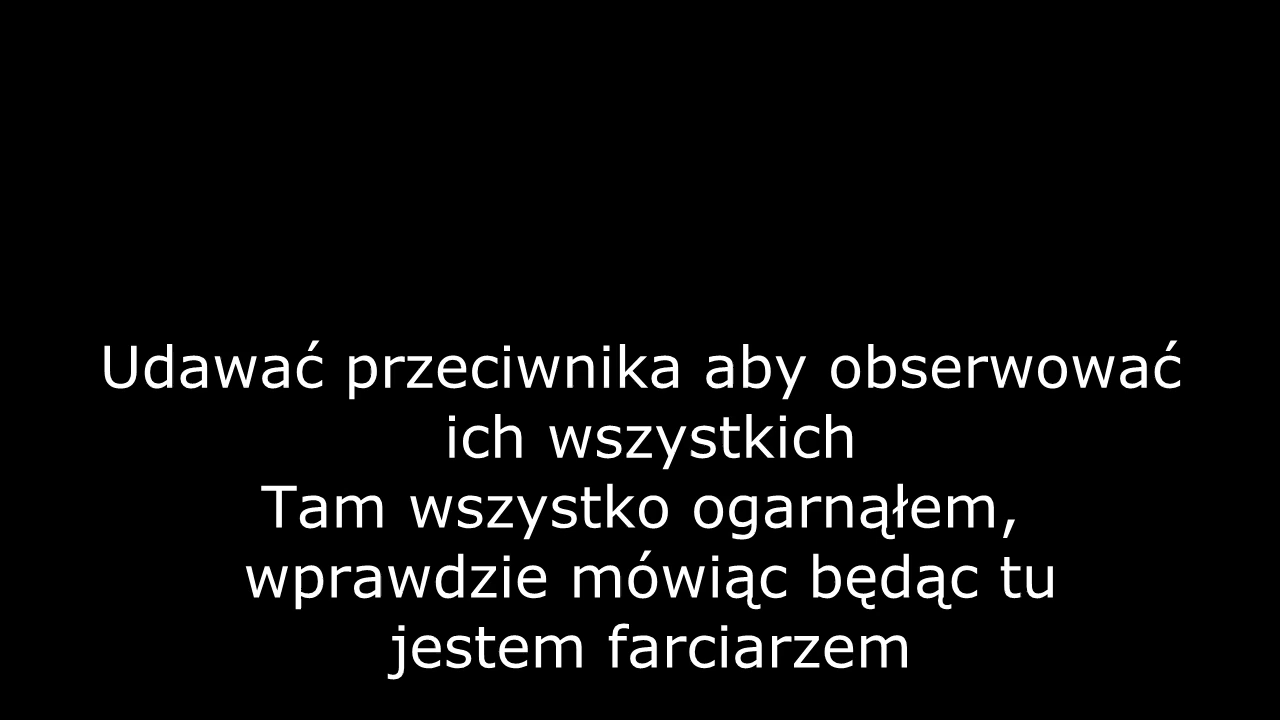 Udawać przeciwnika aby obserwować
ich wszystkich
Tam wszystko ogarnąłem,
wprawdzie mówiąc będąc tu
jestem farciarzem